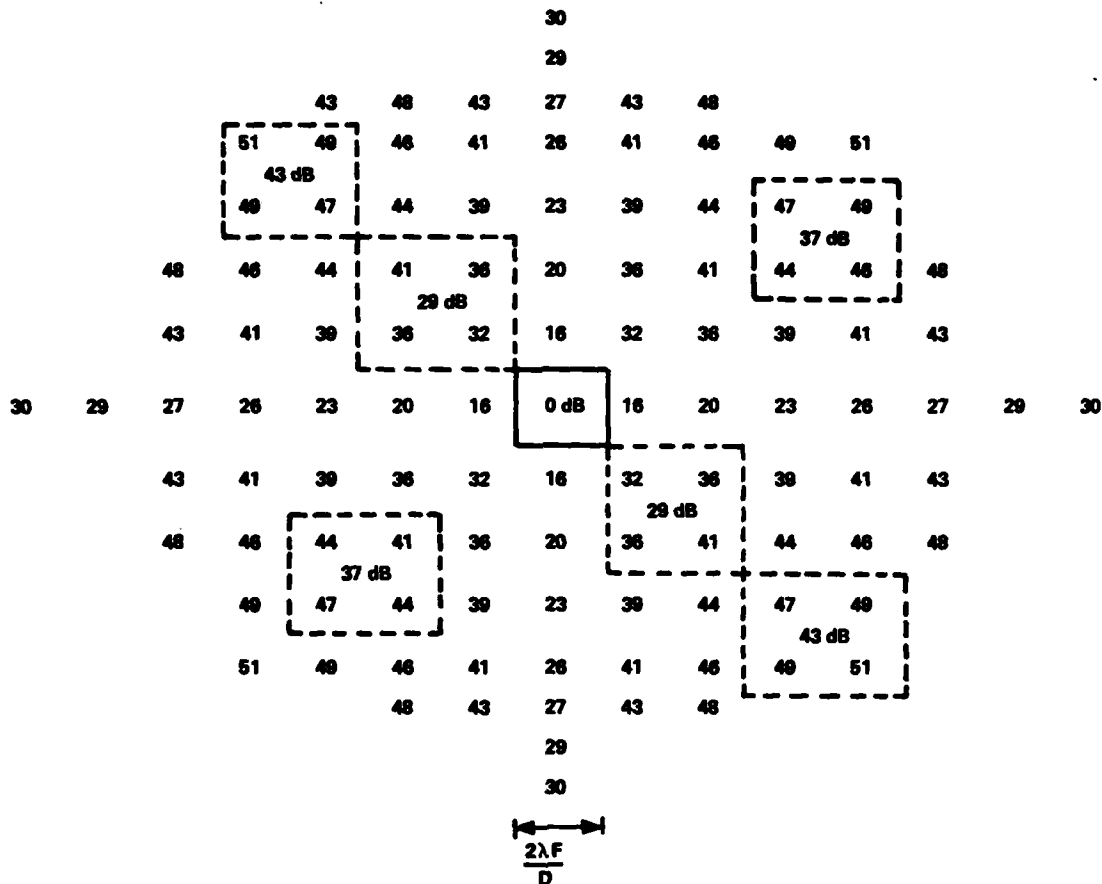 30
29
43 48 43 27 43 48
51 49 46 41 26 41 46 49 51
43 dB
49 47 44 39 23 39 44 47 49
37 dB
48 46 44 41 36 20 36 41 44 46 48
29 dB
43 41 39 36 32 16 32 36 39 41 43
30 29 27 26 23 20 16 0 dB 16 20 23 26 27 29 30
43 41 39 36 32 16 32 36 39 41 43
29 dB
48 46 44 41 36 20 36 41 44 46 48
37 dB
49 47 44 39 23 39 44 47 49
43 dB
51 49 46 41 26 41 46 49 51
48 43 27 43 48
29
30
2λF
D